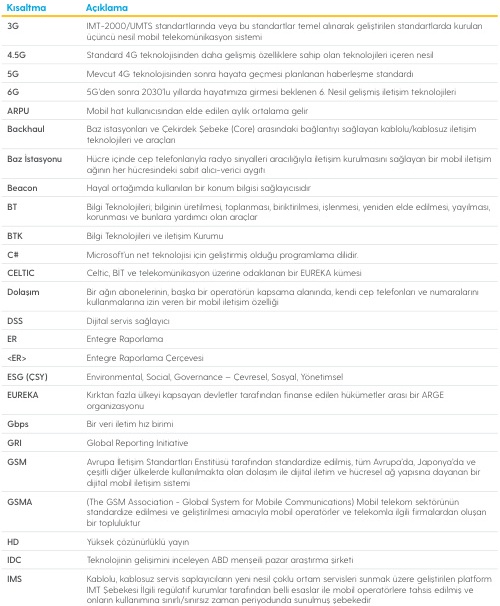 Kısaltma Açıklama
3G IMT-2000/UMTS standartlarında veya bu standartlar temel alınarak geliştirilen standartlarda kurulan
üçüncü nesil mobil telekomünikasyon sistemi
4.5G Standard 4G teknolojisinden daha gelişmiş özelliklere sahip olan teknolojileri içeren nesil
5G Mevcut 4G teknolojisinden sonra hayata geçmesi planlanan haberleşme standardı
6G 5G'den sonra 2030'lu yıllarda hayatımıza girmesi beklenen 6. Nesil gelişmiş iletişim teknolojileri
ARPU Mobil hat kullanıcısından elde edilen aylık ortalama gelir
Backhaul Baz istasyonları ve Çekirdek Şebeke (Core) arasındaki bağlantıyı sağlayan kablolu/kablosuz iletişim
teknolojileri ve araçları
Baz İstasyonu Hücre içinde cep telefonlarıyla radyo sinyalleri aracılığıyla iletişim kurulmasını sağlayan bir mobil iletişim
ağının her hücresindeki sabit alıcı-verici aygıtı
Beacon Hayal ortağımda kullanılan bir konum bilgisi sağlayıcısıdır
BT Bilgi Teknolojileri; bilginin üretilmesi, toplanması, biriktirilmesi, işlenmesi, yeniden elde edilmesi, yayılması,
korunması ve bunlara yardımcı olan araçlar
BTK Bilgi Teknolojileri ve İletişim Kurumu
C# Microsoft'un net teknolojisi için geliştirmiş olduğu programlama dilidir.
CELTIC Celtic, BİT ve telekomünikasyon üzerine odaklanan bir EUREKA kümesi
Dolaşım Bir ağın abonelerinin, başka bir operatörün kapsama alanında, kendi cep telefonları ve numaralarını
kullanmalarına izin veren bir mobil iletişim özelliği
DSS Dijital servis sağlayıcı
ER Entegre Raporlama
<ER> Entegre Raporlama Çerçevesi
ESG (ÇSY) Environmental, Social, Governance – Çevresel, Sosyal, Yönetimsel
EUREKA Kırktan fazla ülkeyi kapsayan devletler tarafından finanse edilen hükümetler arası bir ARGE
organizasyonu
Gbps Bir veri iletim hız birimi
GRI Global Reporting Initiative
GSM Avrupa İletişim Standartları Enstitüsü tarafından standardize edilmiş, tüm Avrupa'da, Japonya'da ve
çeşitli diğer ülkelerde kullanılmakta olan dolaşım ile dijital iletim ve hücresel ağ yapısına dayanan bir
dijital mobil iletişim sistemi
GSMA (The GSM Association - Global System for Mobile Communications) Mobil telekom sektörünün
standardize edilmesi ve geliştirilmesi amacıyla mobil operatörler ve telekomla ilgili firmalardan oluşan
bir topluluktur
HD Yüksek çözünürlüklü yayın
IDC Teknolojinin gelişimini inceleyen ABD menşeili pazar araştırma şirketi
IMS Kablolu, kablosuz servis saplayıcıların yeni nesil çoklu ortam servisleri sunmak üzere geliştirilen platform
IMT Şebekesi İlgili regülatif kurumlar tarafından belli esaslar ile mobil operatörlere tahsis edilmiş ve
onların kullanımına sınırlı/sınırsız zaman periyodunda sunulmuş şebekedir